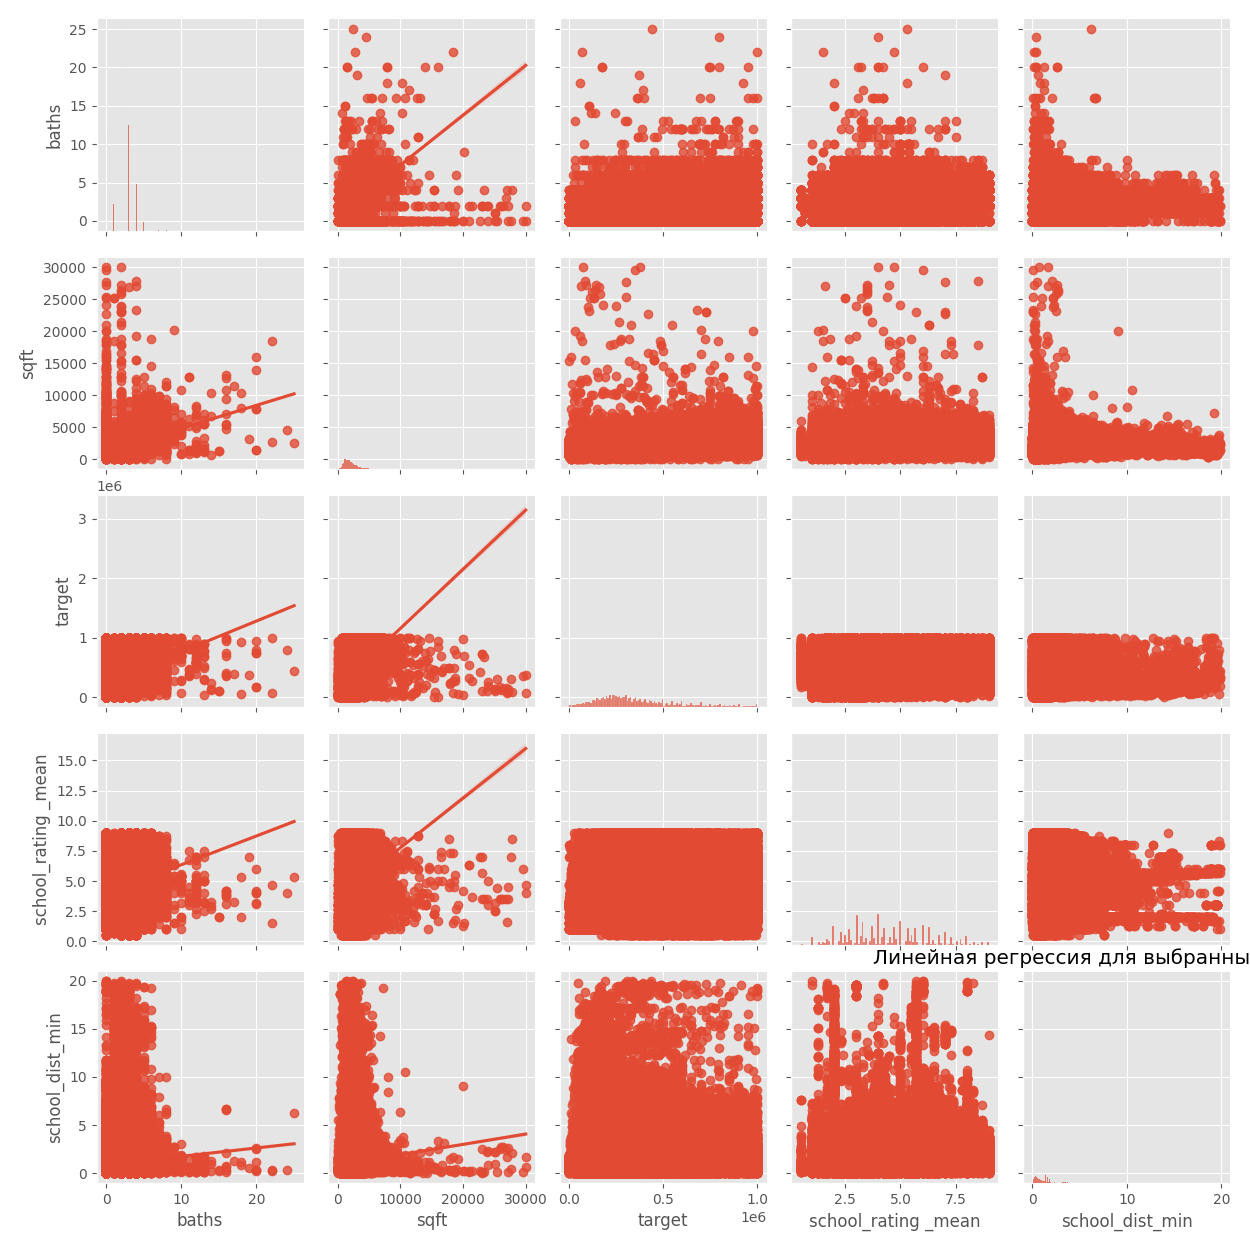 25
20
15
10
5
0
baths
30000
25000
20000
15000
10000
5000
0
sqft
1e6
3
2
1
0
target
15.0
12.5
10.0
7.5
5.0
2.5
0.0
school_rating _mean
Линейная регрессия для выбранны
20
15
10
5
0
school_dist_min
0 10 20
0 10000 20000 30000
0.0 0.5 1.0
2.5 5.0 7.5
0 10 20
1e6
baths sqft target school_rating _mean school_dist_min